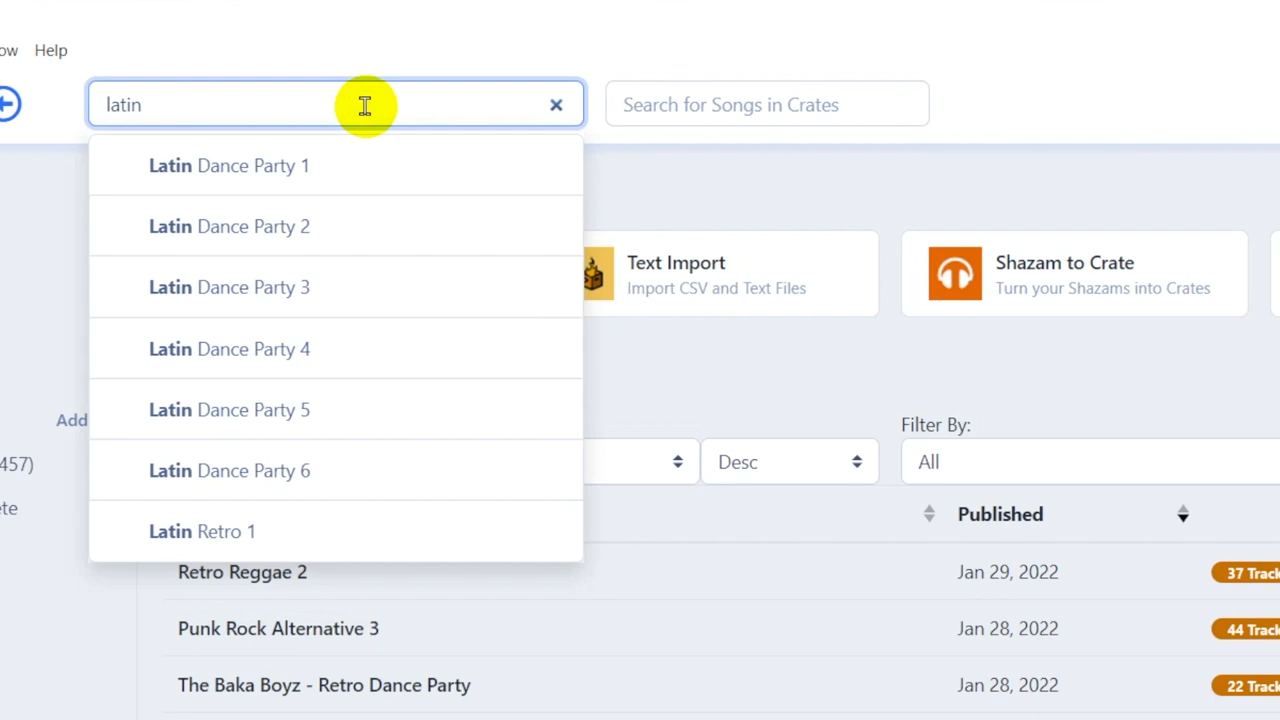 Help
latin
Search for Songs in Crates
Latin Dance Party 1
Latin Dance Party 2
Latin Dance Party 3
Latin Dance Party 4
Latin Dance Party 5
Latin Dance Party 6
Latin Retro 1
Text Import
Import CSV and Text Files
Shazam to Crate
Turn your Shazams into Crates
Add
457)
Filter By:
Desc
All
Published
Retro Reggae 2
Jan 29, 2022
37 Track
Punk Rock Alternative 3
Jan 28, 2022
44 Track
The Baka Boyz - Retro Dance Party
Jan 28, 2022
22 Track